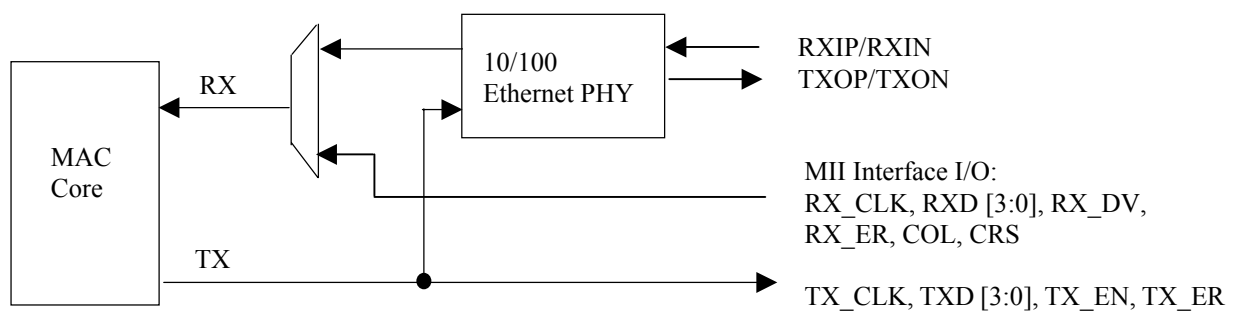 RXIP/RXIN
10/100
Ethernet PHY
TXOP/TXON
RX
MAC
Core
MII Interface I/O:
RX_CLK, RXD [3:0], RX_DV,
RX_ER, COL, CRS
TX
TX_CLK, TXD [3:0], TX_EN, TX_ER